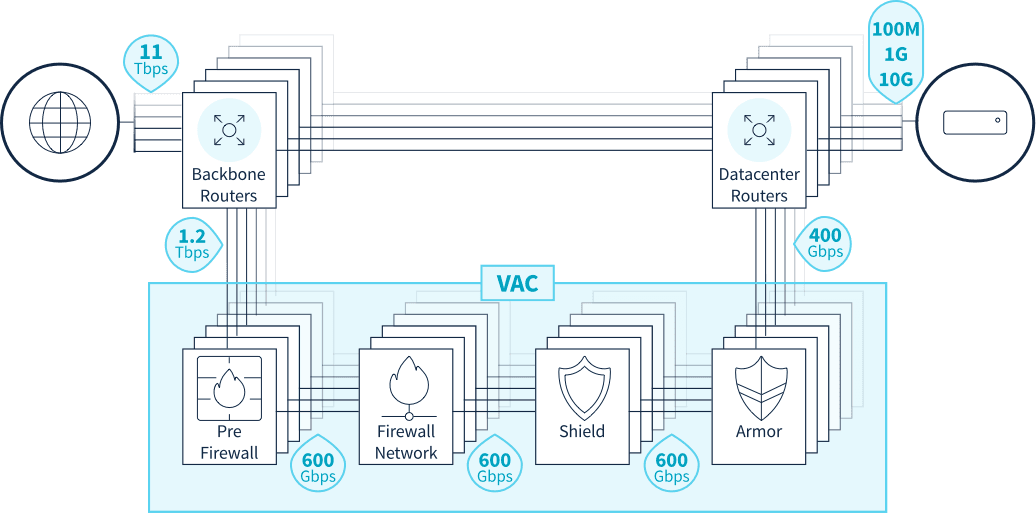 11
Tbps
100M
1G
10G
Backbone
Routers
Datacenter
Routers
1.2
Tbps
400
Gbps
VAC
Pre
Firewall
Firewall
Network
Shield
Armor
600
Gbps
600
Gbps
600
Gbps